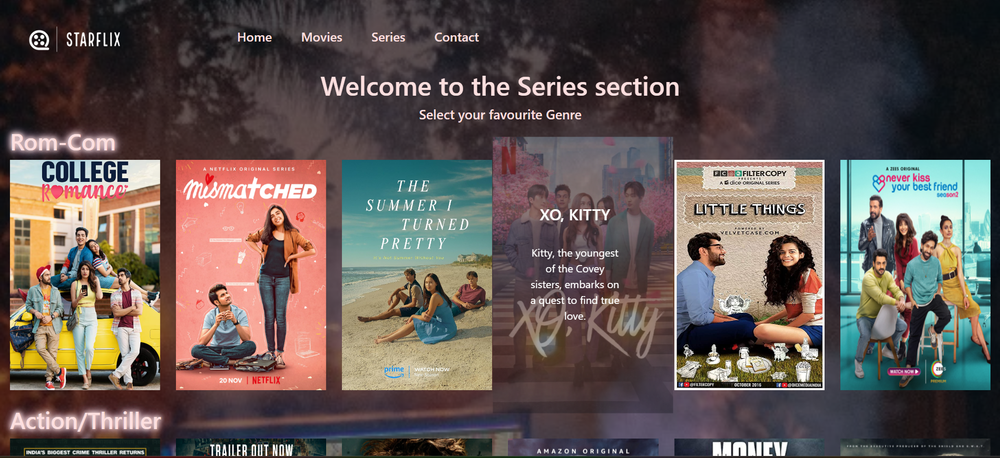 STARFLIX
Home
Movies
Series
Contact
Welcome to the Series section
Select your favourite Genre
Rom-Com
COLLEGE
Romance
A NETFLIX ORIGINAL SERIES
mismatCHED
20 NOV | NETFLIX
THE
SUMMER I
TURNED
PRETTY
It's Not Summer Without You
prime
WATCH NOW
New Season
N
XO, KITTY
Kitty, the youngest
of the Covey
sisters, embarks on
a quest to find true
love.
XO, Kitty
FC FILTERCOPY
PRESENTS
A dice ORIGINAL SERIES
LITTLE THINGS
POWERED BY
VELVETCASE.COM
@FILTERCOPY
OCTOBER 2016
@DICEMEDIAINDIA
A ZEE5 ORIGINAL
never kiss
your best friend
season2
WATCH NOW
ZEE5
PREMIUM
Action/Thriller
INDIA'S BIGGEST CRIME THRILLER RETURNS
TRAILER OUT NOW
AMAZON ORIGINAL
MONEY
FROM THE EXECUTIVE PRODUCER OF THE SHIELD AND S.W.A.T.